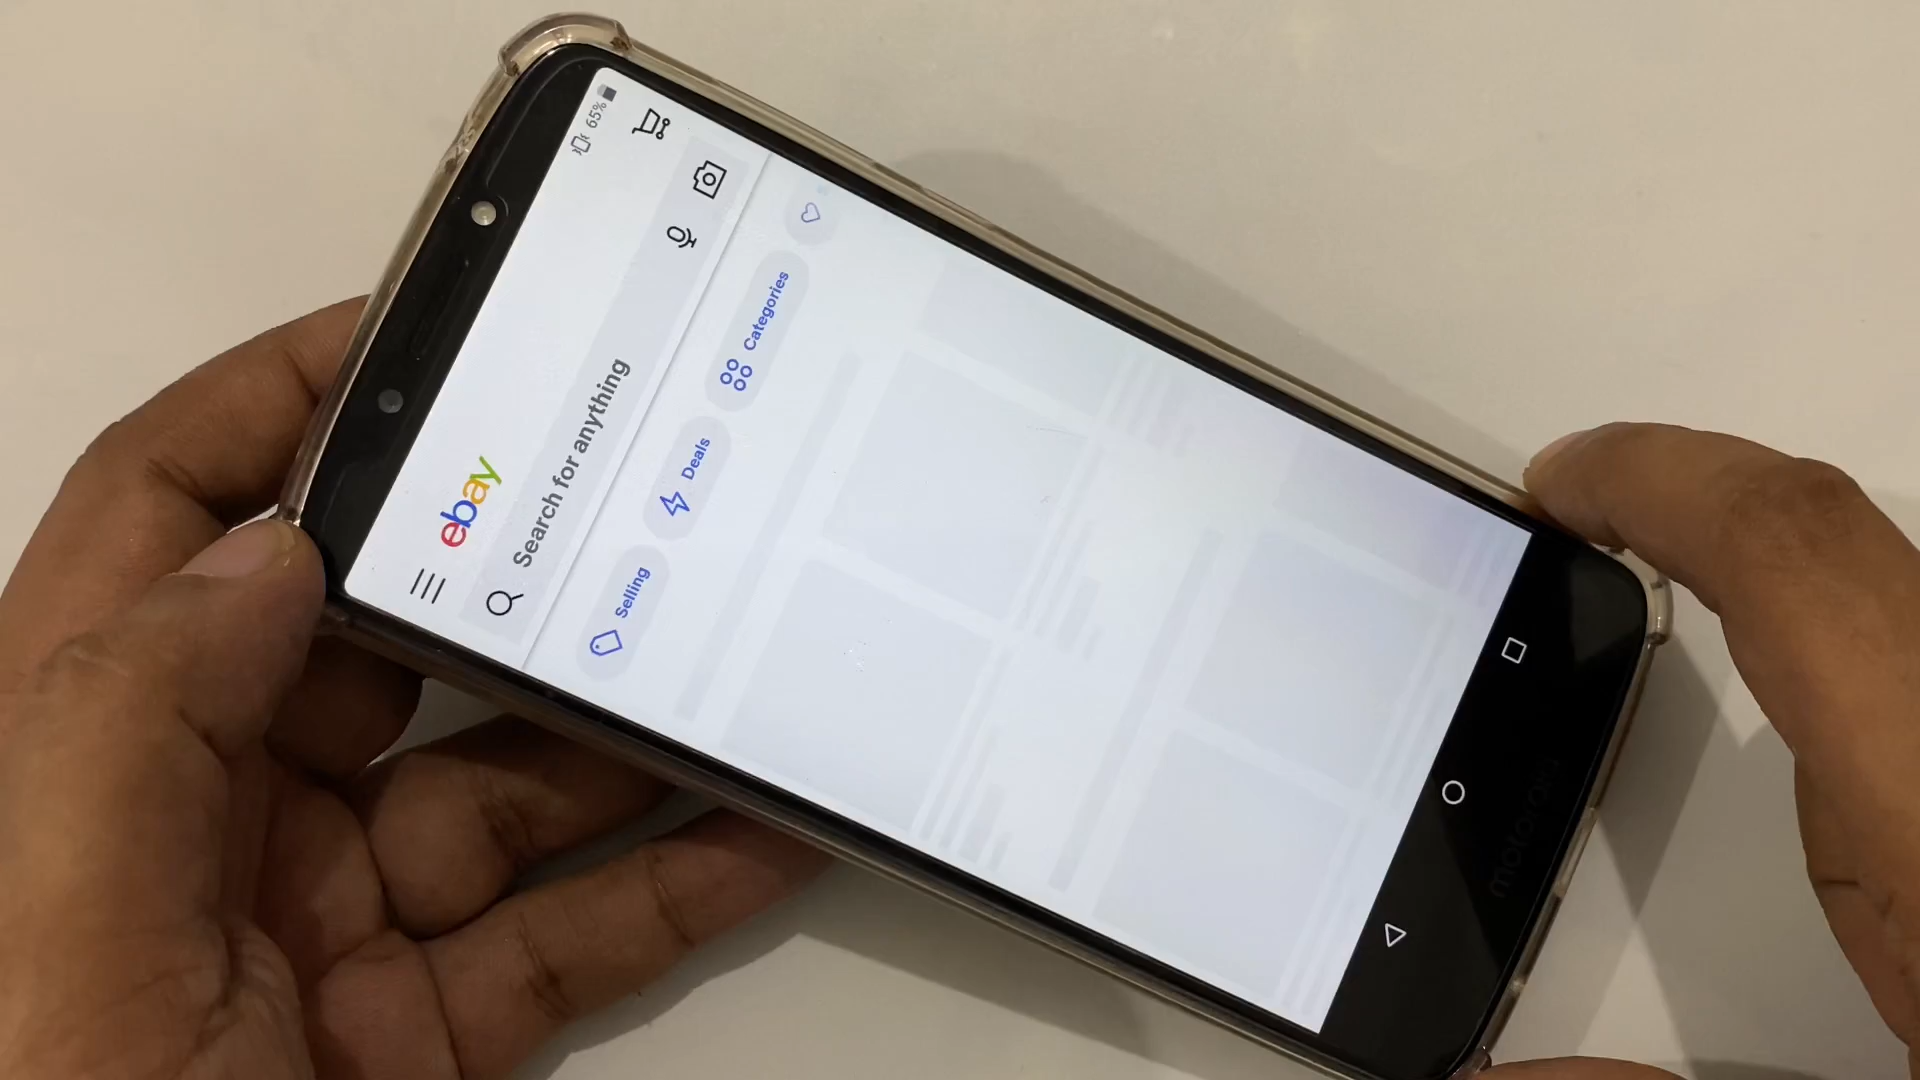 65%
ebay
Search for anything
Selling
Deals
Categories
motorola